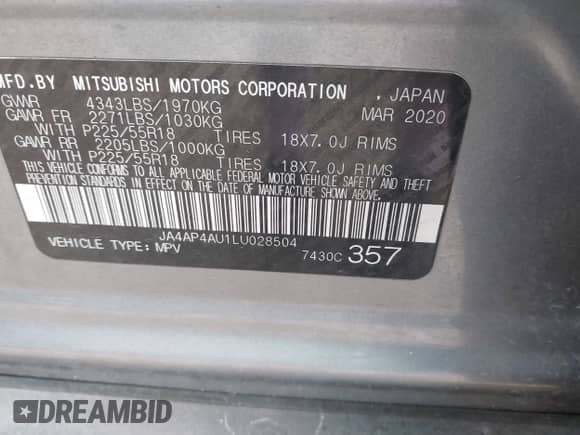 MFD.BY MITSUBISHI MOTORS CORPORATION , JAPAN
GVWR 4343LBS/1970KG MAR 2020
GAWR FR 2271LBS/1030KG
WITH P225/55R18 TIRES 18X7.0J RIMS
GAWR RR 2205LBS/1000KG
WITH P225/55R18 TIRES 18X7.0J RIMS
THIS VEHICLE CONFORMS TO ALL APPLICABLE FEDERAL MOTOR VEHICLE SAFETY AND THEFT
PREVENTION STANDARDS IN EFFECT ON THE DATE OF MANUFACTURE SHOWN ABOVE.
JA4AP4AU1LU028504
VEHICLE TYPE: MPV 7430C 357
DREAMBID